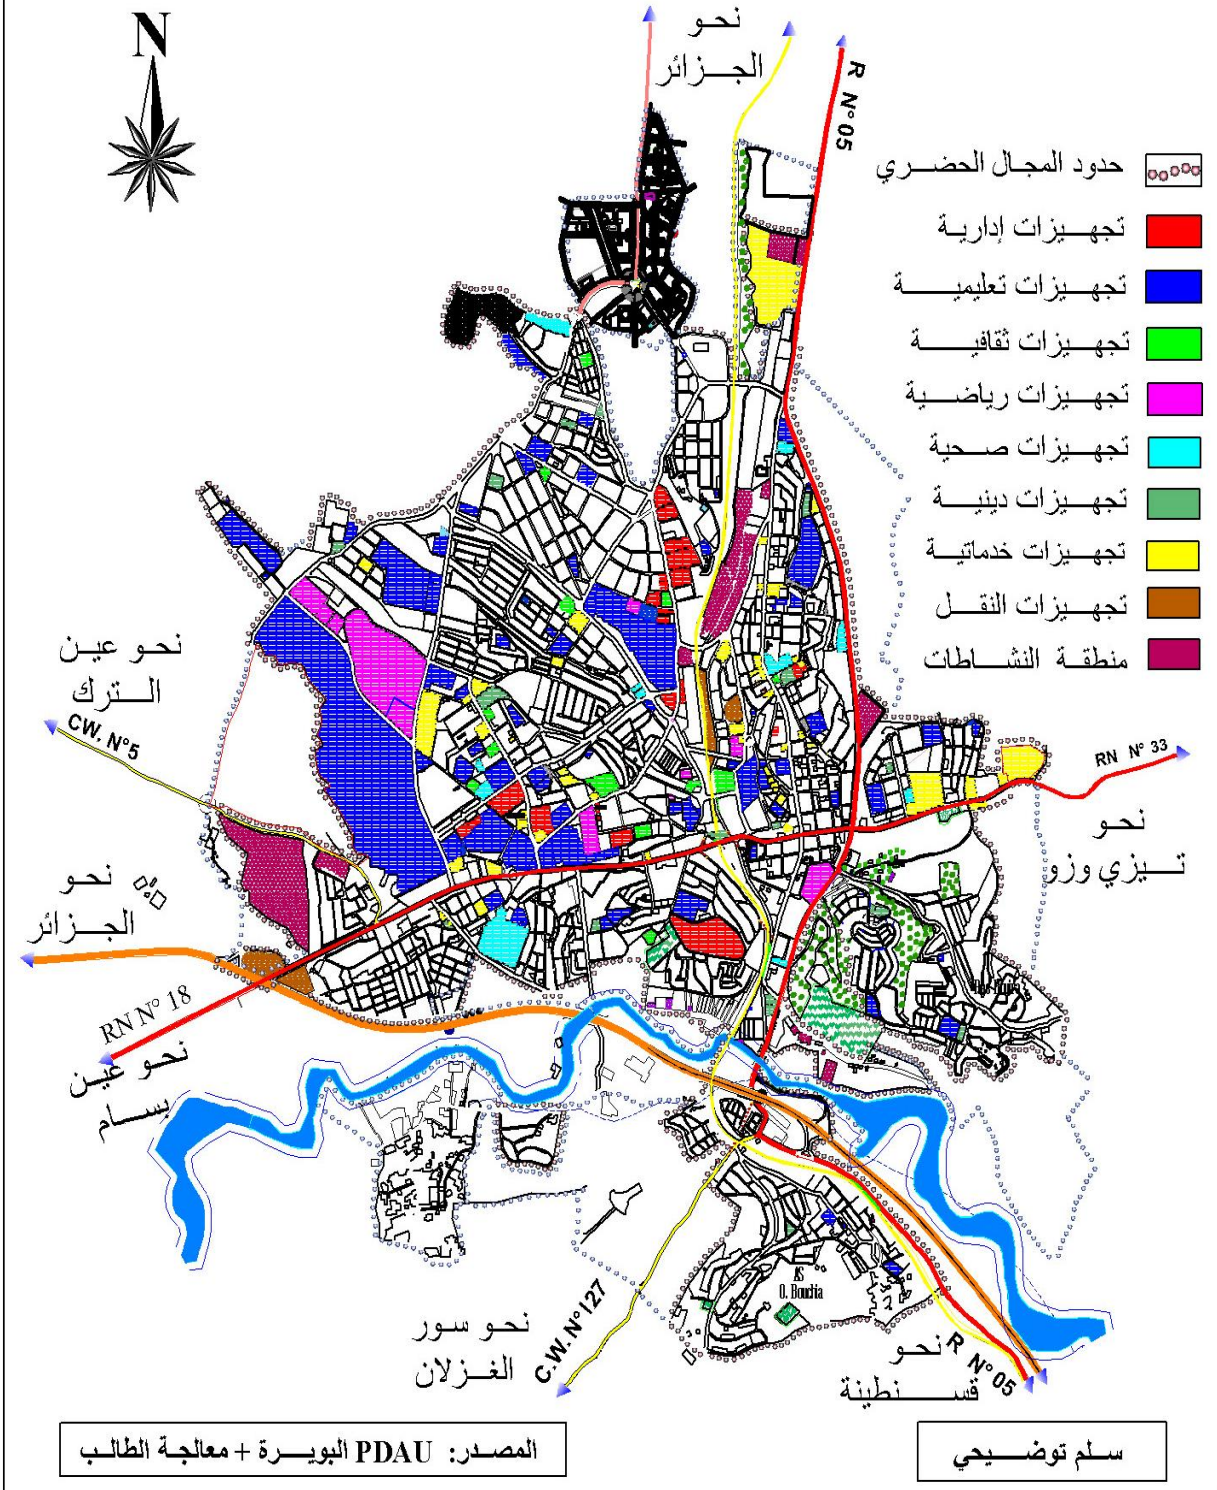 N
نحو
الجزائر
R N° 05
حدود المجال الحضري
تجهيزات إدارية
تجهيزات تعليمية
تجهيزات ثقافية
تجهيزات رياضية
تجهيزات صحية
تجهيزات دينية
تجهيزات خدماتية
تجهيزات النقل
منطقة النشاطات
نحو عين
الترك
CW. N°5
RN N° 33
نحو
تيزي وزو
نحو
الجزائر
RN N° 18
نحو عين
بسام
AS
O. Bouchia
C.W. N°127
نحو سور
الغزلان
نحو
قسنطينة
R N° 05
المصدر: PDAU البويرة + معالجة الطالب
سلم توضيحي